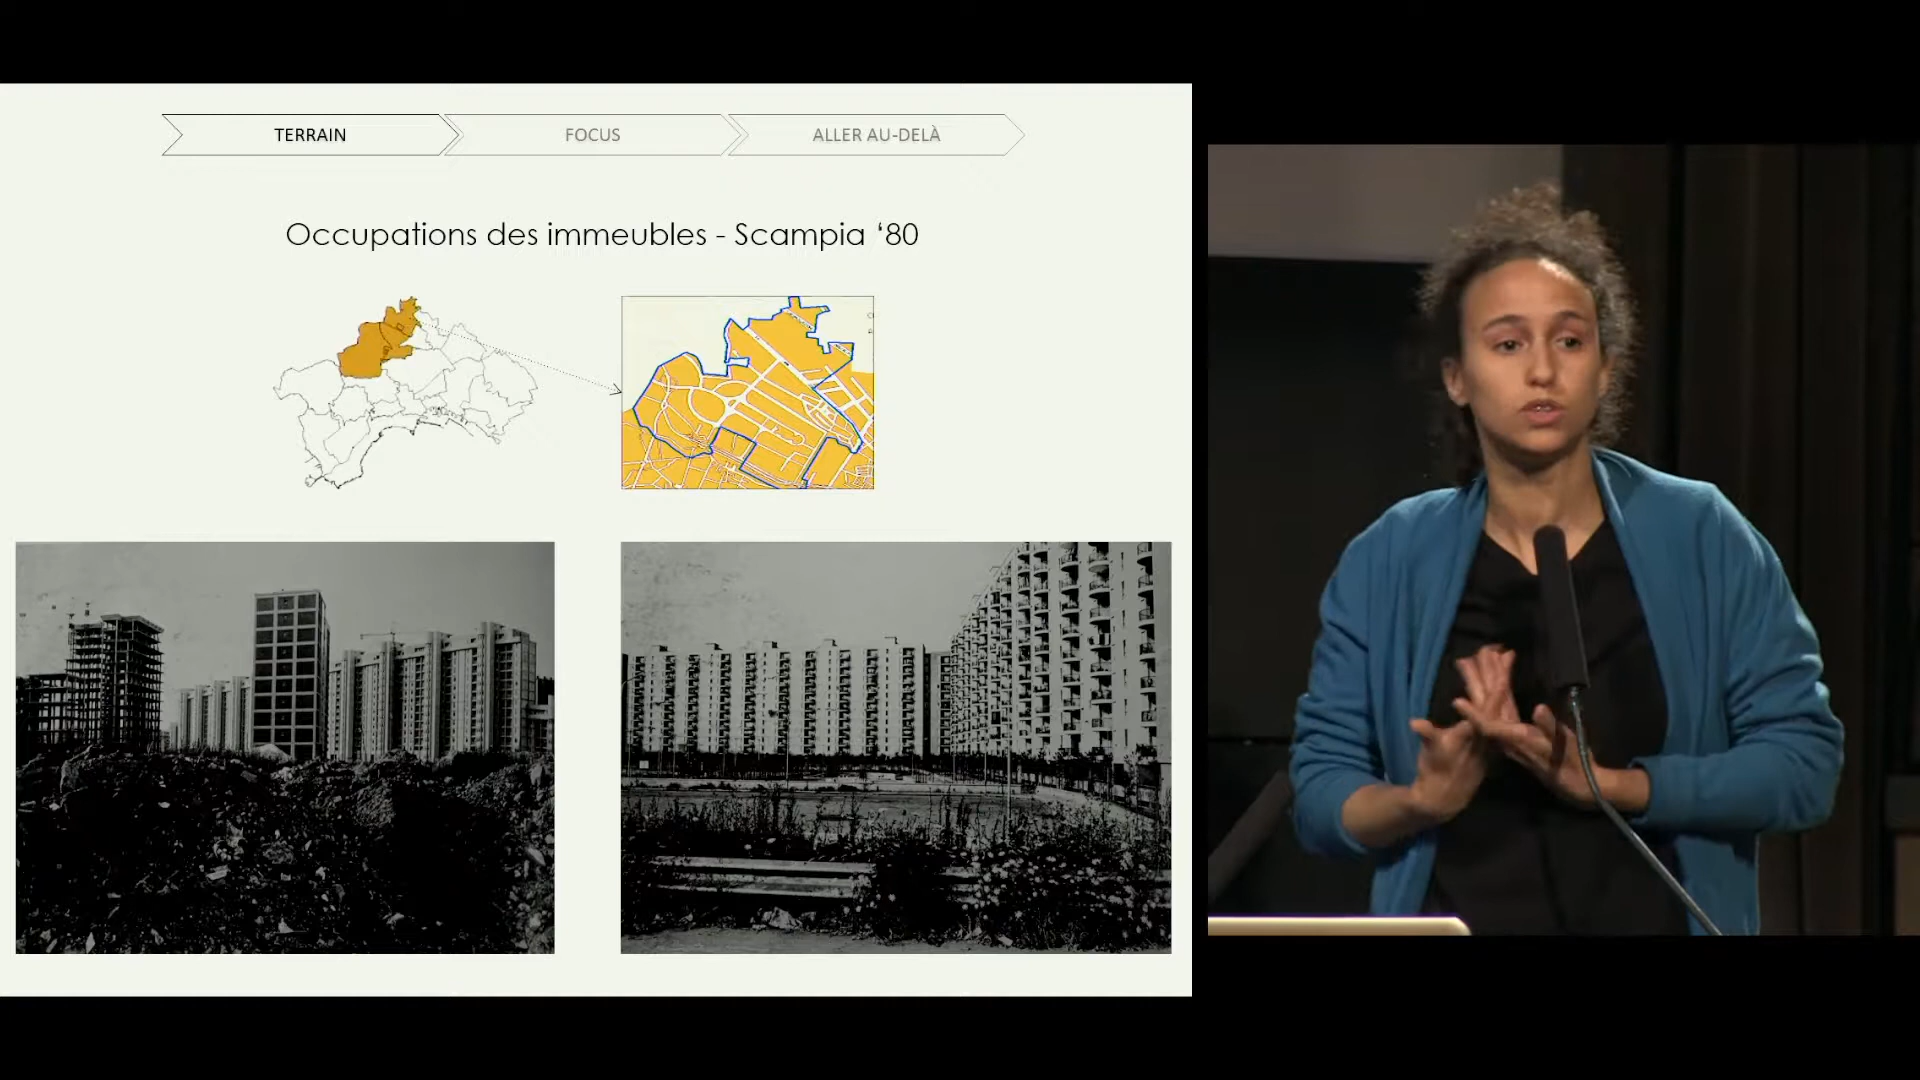 TERRAIN
FOCUS
ALLER AU-DELÀ
Occupations des immeubles - Scampia ‘80